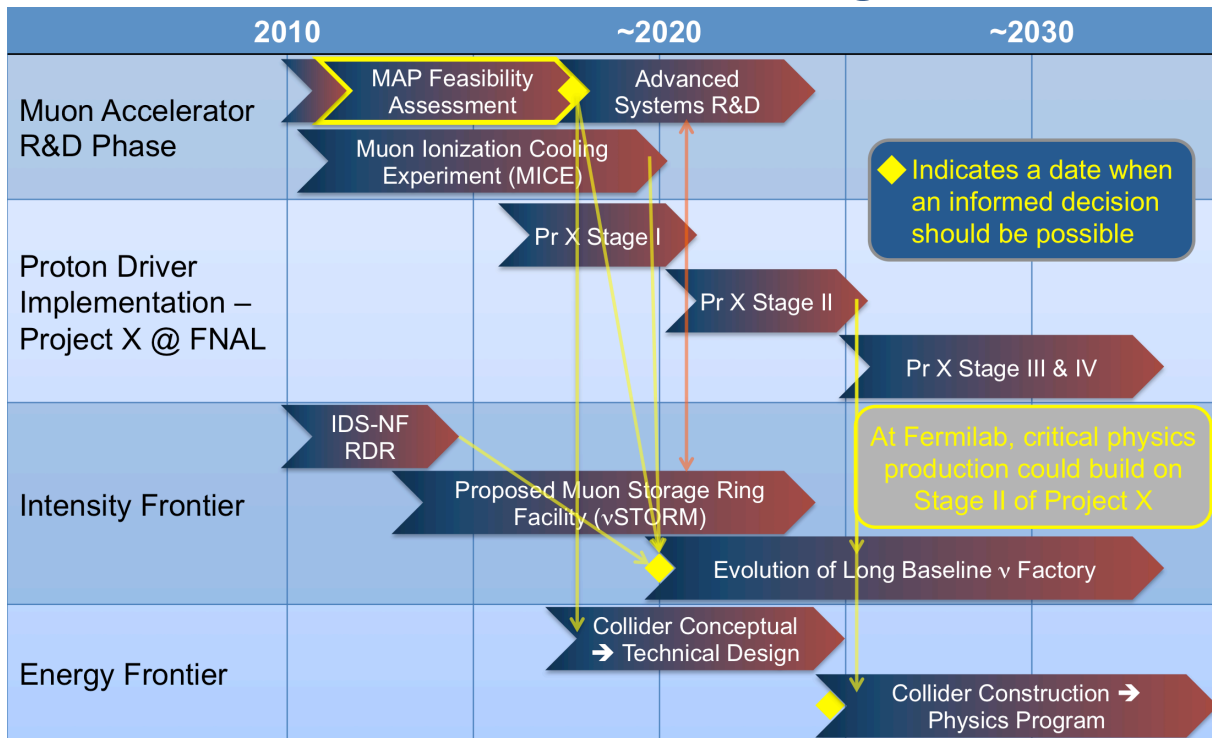 2010
~2020
~2030
Muon Accelerator
R&D Phase
MAP Feasibility
Assessment
Advanced
Systems R&D
Muon Ionization Cooling
Experiment (MICE)
Indicates a date when
an informed decision
should be possible
Proton Driver
Implementation –
Project X @ FNAL
Pr X Stage I
Pr X Stage II
Pr X Stage III & IV
Intensity Frontier
IDS-NF
RDR
At Fermilab, critical physics
production could build on
Stage II of Project X
Proposed Muon Storage Ring
Facility (νSTORM)
Evolution of Long Baseline ν Factory
Energy Frontier
Collider Conceptual
➔ Technical Design
Collider Construction ➔
Physics Program